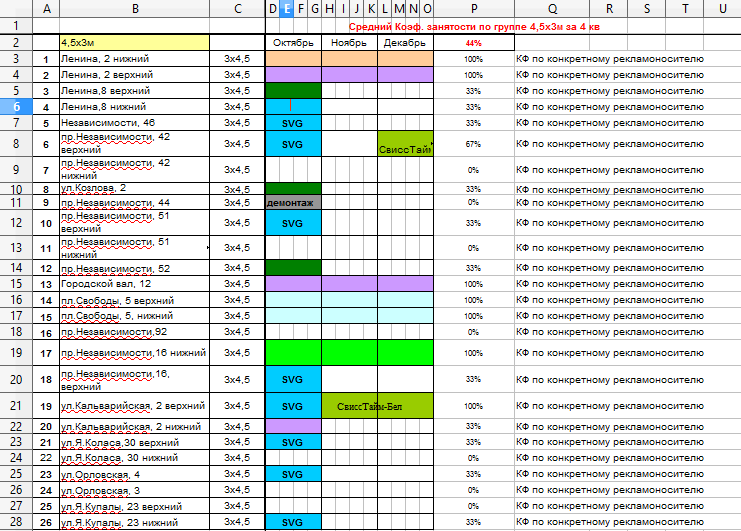 A B C D E F G H I J K L M N O P Q R S T U
1 Средний Коэф. занятости по группе 4,5х3м за 4 кв
2 4,5х3м Октябрь Ноябрь Декабрь 44%
3 1 Ленина, 2 нижний 3х4,5 100% КФ по конкретному рекламоносителю
4 2 Ленина, 2 верхний 3х4,5 100% КФ по конкретному рекламоносителю
5 3 Ленина,8 верхний 3х4,5 33% КФ по конкретному рекламоносителю
6 4 Ленина,8 нижний 3х4,5 33% КФ по конкретному рекламоносителю
7 5 Независимости, 46 3х4,5 SVG 33% КФ по конкретному рекламоносителю
8 6 пр.Независимости, 42
верхний 3х4,5 SVG СвиссТайм 67% КФ по конкретному рекламоносителю
9 7 пр.Независимости, 42
нижний 3х4,5 0% КФ по конкретному рекламоносителю
10 8 ул.Козлова, 2 3х4,5 33% КФ по конкретному рекламоносителю
11 9 пр.Независимости, 44 3х4,5 демонтаж 0% КФ по конкретному рекламоносителю
12 10 пр.Независимости, 51
верхний 3х4,5 SVG 33% КФ по конкретному рекламоносителю
13 11 пр.Независимости, 51
нижний 3х4,5 0% КФ по конкретному рекламоносителю
14 12 пр.Независимости, 52 3х4,5 33% КФ по конкретному рекламоносителю
15 13 Городской вал, 12 3х4,5 100% КФ по конкретному рекламоносителю
16 14 пл.Свободы, 5 верхний 3х4,5 100% КФ по конкретному рекламоносителю
17 15 пл.Свободы, 5, нижний 3х4,5 100% КФ по конкретному рекламоносителю
18 16 пр.Независимости,92 3х4,5 0% КФ по конкретному рекламоносителю
19 17 пр.Независимости,16 нижний 3х4,5 100% КФ по конкретному рекламоносителю
20 18 пр.Независимости,16,
верхний 3х4,5 SVG 33% КФ по конкретному рекламоносителю
21 19 ул.Кальварийская, 2 верхний 3х4,5 SVG СвиссТайм-Бел 100% КФ по конкретному рекламоносителю
22 20 ул.Кальварийская, 2 нижний 3х4,5 33% КФ по конкретному рекламоносителю
23 21 ул.Я.Коласа,30 верхний 3х4,5 SVG 33% КФ по конкретному рекламоносителю
24 22 ул.Я.Коласа, 30 нижний 3х4,5 0% КФ по конкретному рекламоносителю
25 23 ул.Орловская, 4 3х4,5 SVG 33% КФ по конкретному рекламоносителю
26 24 ул.Орловская, 3 3х4,5 0% КФ по конкретному рекламоносителю
27 25 ул.Я.Купалы, 23 верхний 3х4,5 0% КФ по конкретному рекламоносителю
28 26 ул.Я.Купалы, 23 нижний 3х4,5 SVG 33% КФ по конкретному рекламоносителю